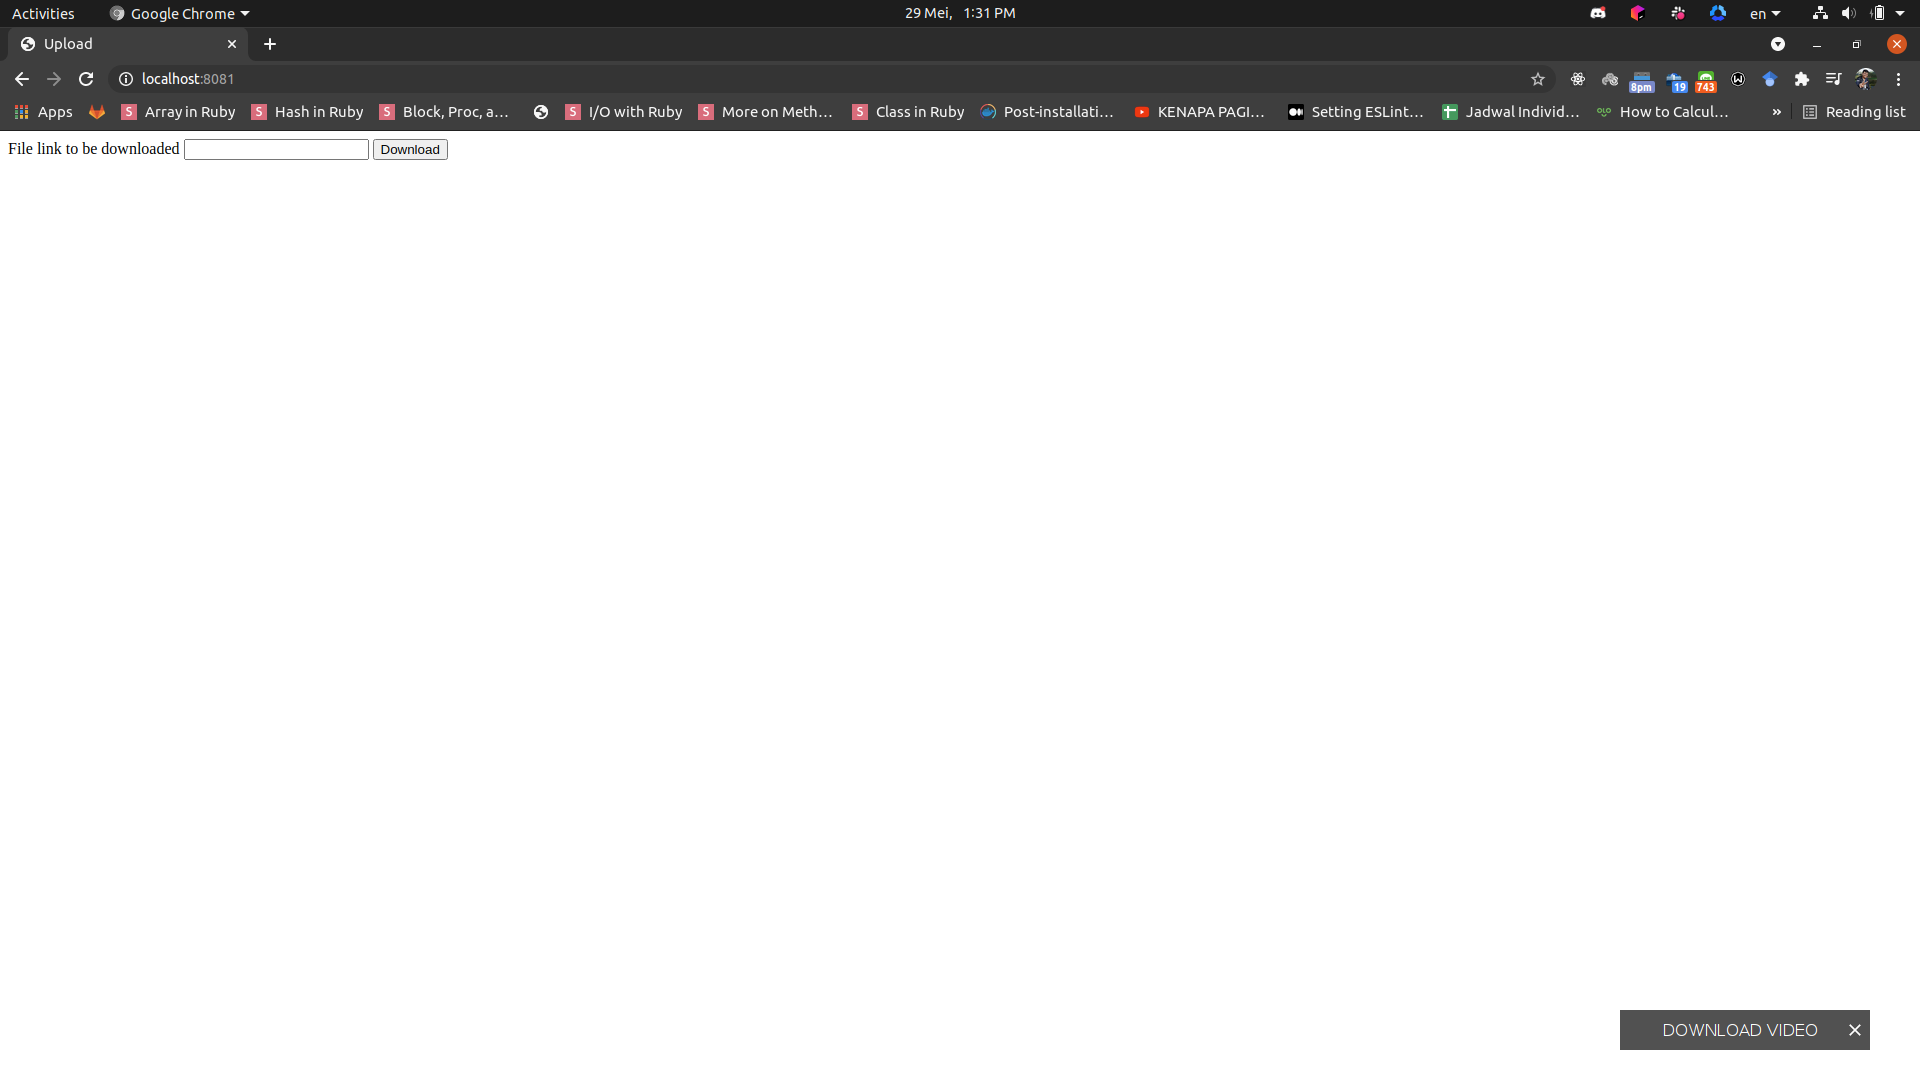 Activities Google Chrome 29 Mei, 1:31 PM en
Upload
localhost:8081 8pm 19 743
Apps Array in Ruby Hash in Ruby Block, Proc, a... I/O with Ruby More on Meth... Class in Ruby Post-installati... KENAPA PAGI... Setting ESLint... Jadwal Individ... How to Calcul... » Reading list
File link to be downloaded Download
DOWNLOAD VIDEO